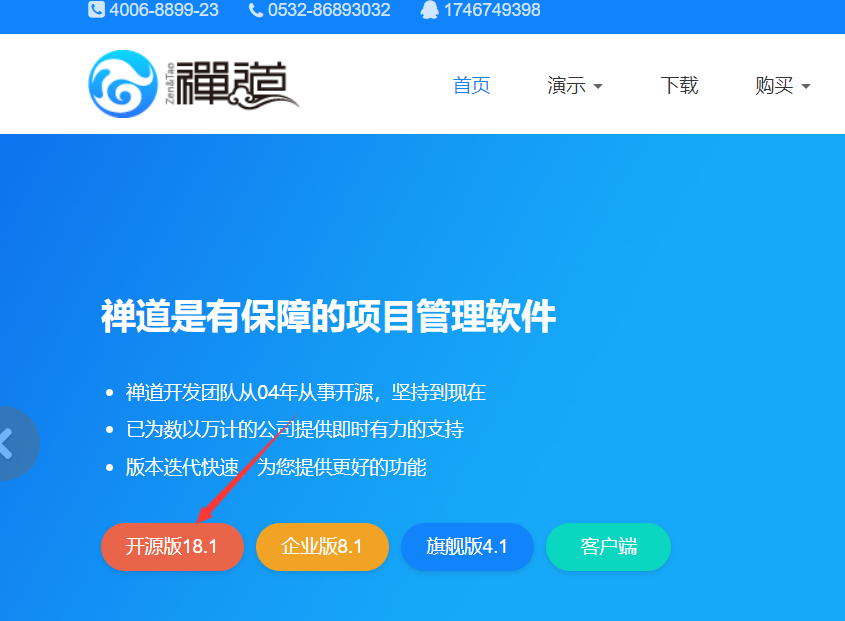 4006-8899-23 0532-86893032 1746749398
Zen&Tao 禪道 首页 演示 下载 购买
禅道是有保障的项目管理软件
禅道开发团队从04年从事开源，坚持到现在
已为数以万计的公司提供即时有力的支持
版本迭代快速，为您提供更好的功能
开源版18.1 企业版8.1 旗舰版4.1 客户端